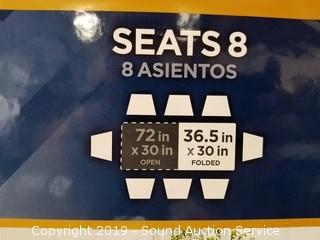 SEATS 8
8 ASIENTOS
72 in
x 30 in
OPEN
36.5 in
x 30 in
FOLDED
Copyright 2019 - Sound Auction Service